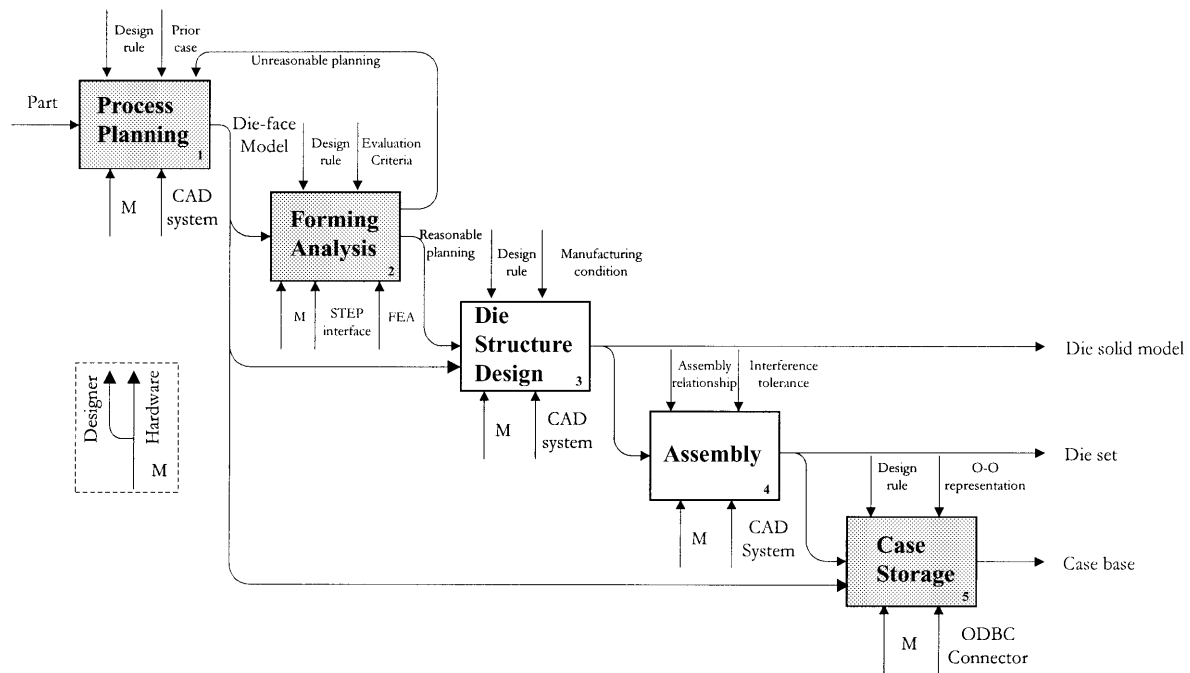 Design
rule
Prior
case
Unreasonable planning
Part
Process
Planning
1
Die-face
Model
M
CAD
system
Design
rule
Evaluation
Criteria
Forming
Analysis
2
Reasonable
planning
M
STEP
interface
FEA
Design
rule
Manufacturing
condition
Die
Structure
Design
3
Die solid model
M
CAD
system
Assembly
relationship
Interference
tolerance
Designer
Hardware
M
Assembly
4
Die set
M
CAD
System
Design
rule
O-O
representation
Case
Storage
5
Case base
M
ODBC
Connector